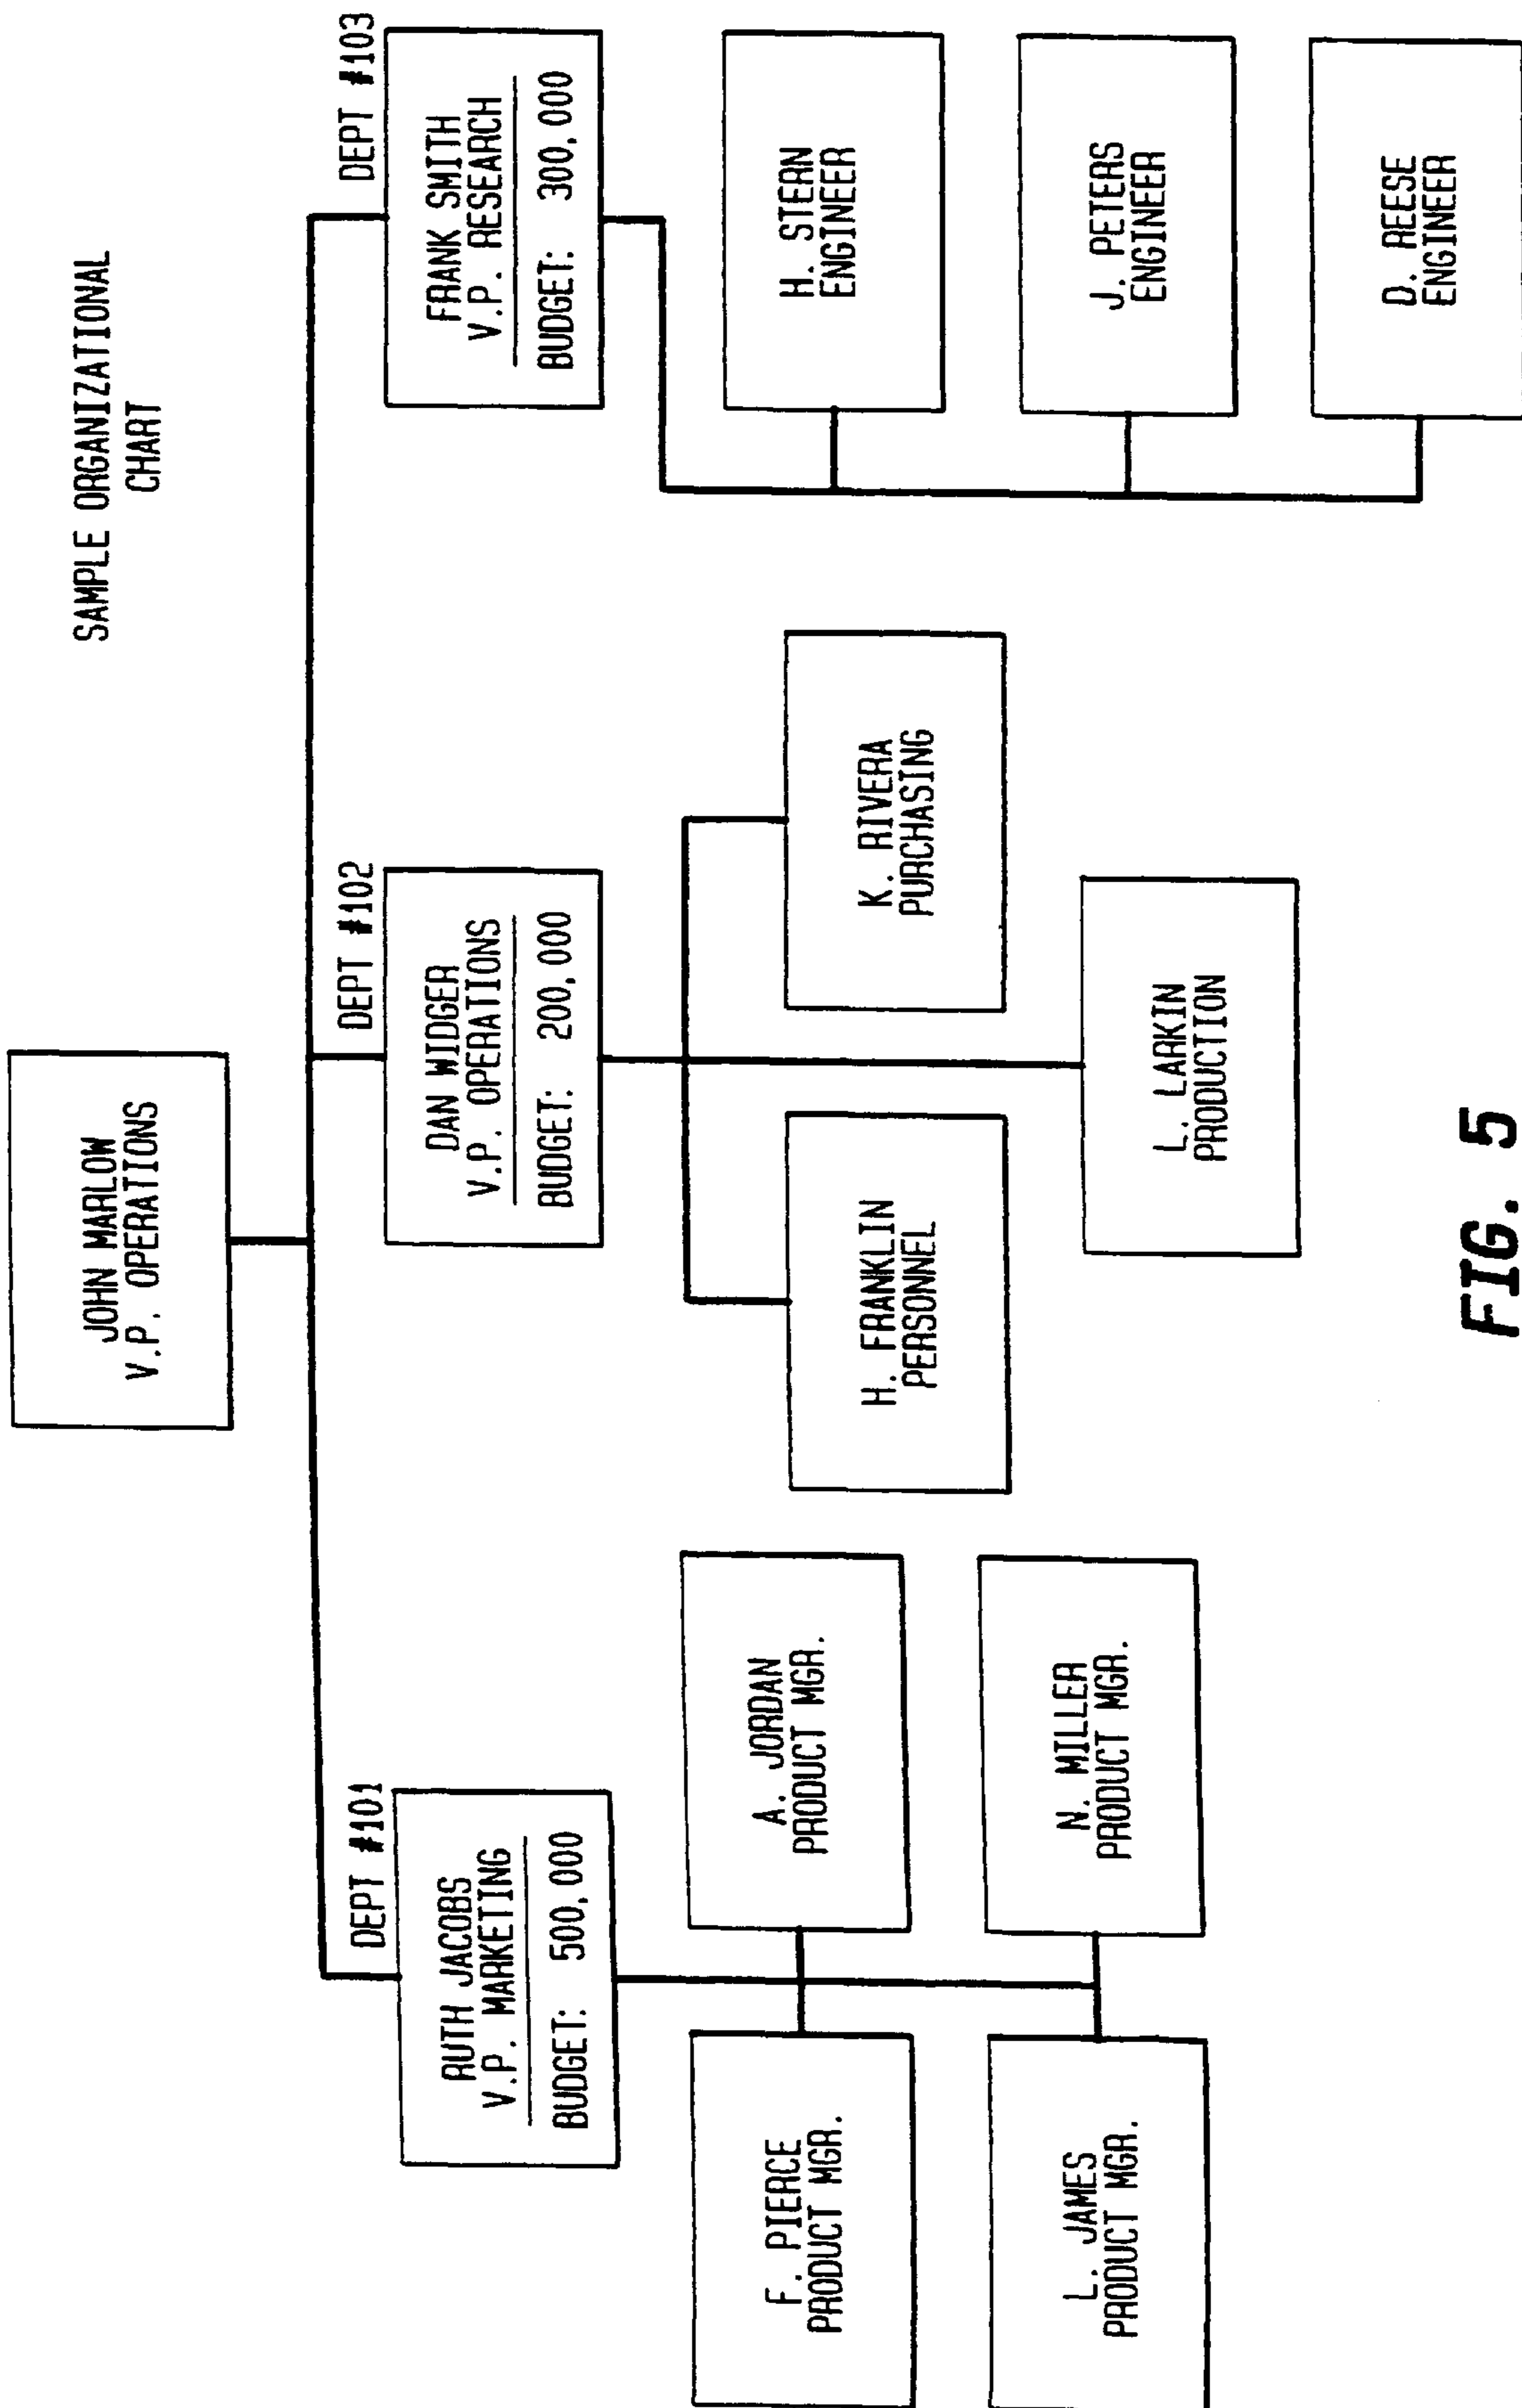 SAMPLE ORGANIZATIONAL
CHART
JOHN MARLOW
V.P. OPERATIONS
DEPT #101
RUTH JACOBS
V.P. MARKETING
BUDGET: 500,000
F. PIERCE
PRODUCT MGR.
A. JORDAN
PRODUCT MGR.
L. JAMES
PRODUCT MGR.
N. MILLER
PRODUCT MGR.
DEPT #102
DAN WIDGER
V.P. OPERATIONS
BUDGET: 200,000
H. FRANKLIN
PERSONNEL
K. RIVERA
PURCHASING
L. LARKIN
PRODUCTION
DEPT #103
FRANK SMITH
V.P. RESEARCH
BUDGET: 300,000
H. STERN
ENGINEER
J. PETERS
ENGINEER
D. REESE
ENGINEER
FIG. 5